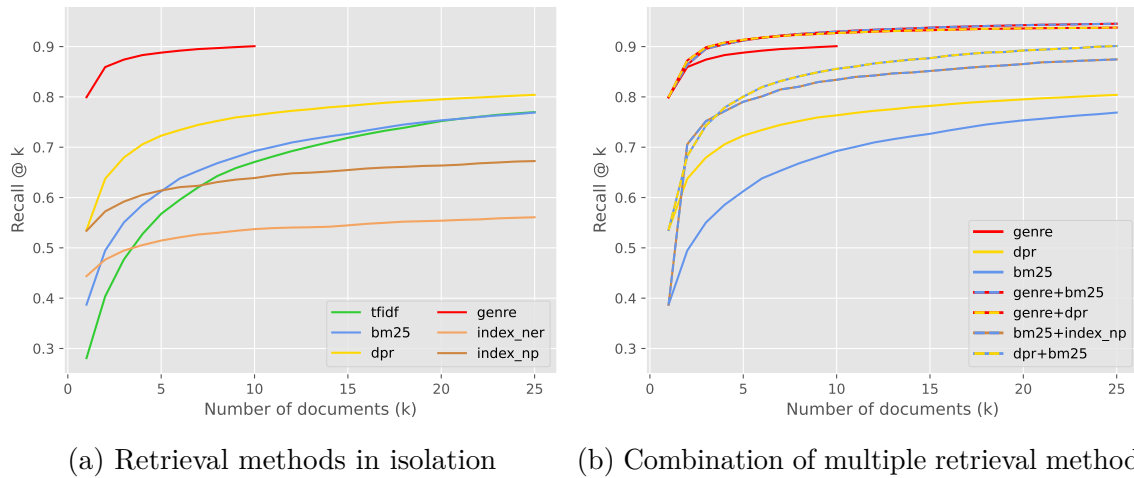 0.9
0.8
0.7
0.6
0.5
0.4
0.3
Recall @ k
0 5 10 15 20 25
Number of documents (k)
tfidf
bm25
dpr
genre
index_ner
index_np
(a) Retrieval methods in isolation
0.9
0.8
0.7
0.6
0.5
0.4
0.3
Recall @ k
0 5 10 15 20 25
Number of documents (k)
genre
dpr
bm25
genre+bm25
genre+dpr
bm25+index_np
dpr+bm25
(b) Combination of multiple retrieval method